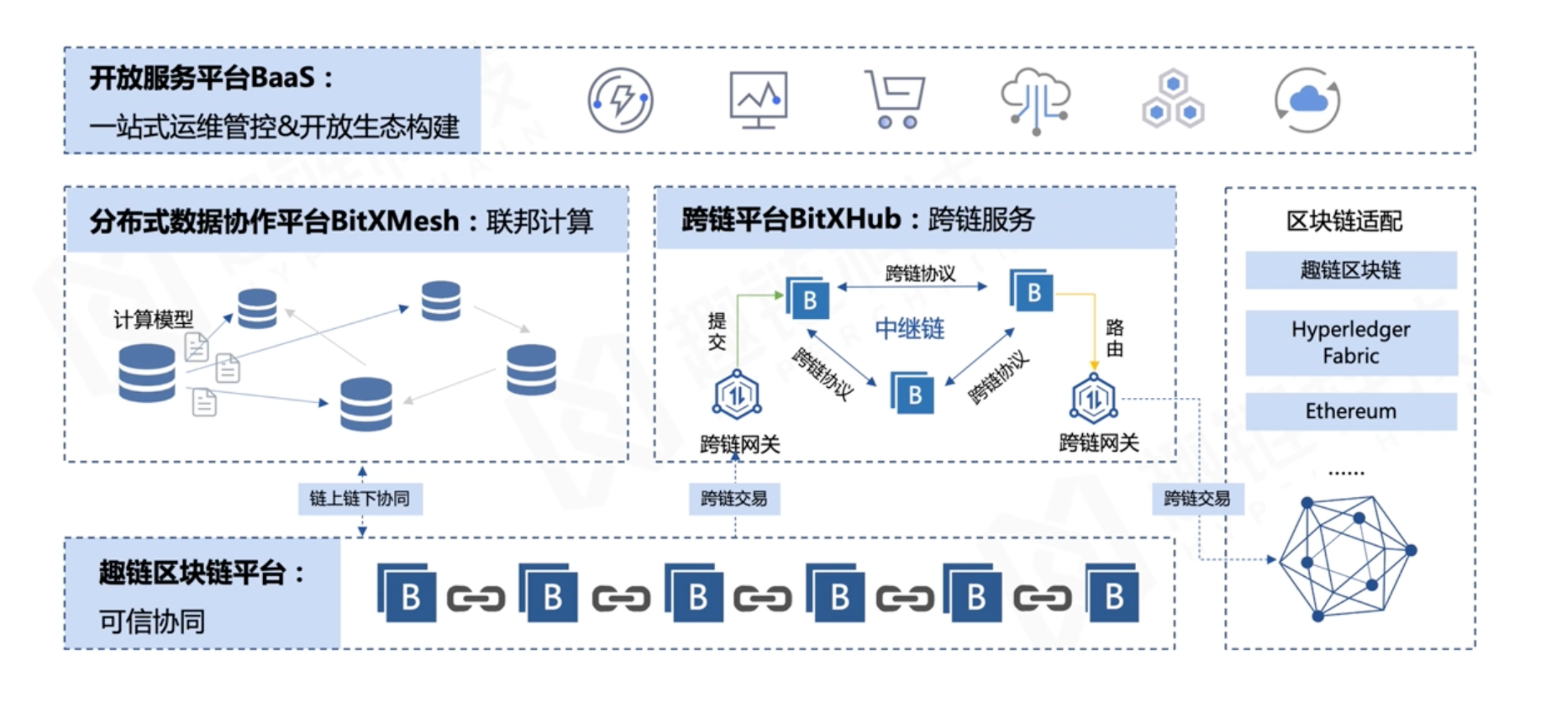 开放服务平台BaaS：
一站式运维管控&开放生态构建
分布式数据协作平台BitXMesh：联邦计算
计算模型
跨链平台BitXHub：跨链服务
跨链协议
B
B
提交
中继链
路由
跨链协议
跨链协议
B
跨链网关
跨链网关
区块链适配
趣链区块链
Hyperledger
Fabric
Ethereum
......
链上链下协同
跨链交易
跨链交易
趣链区块链平台：
可信协同
B
B
B
B
B
B